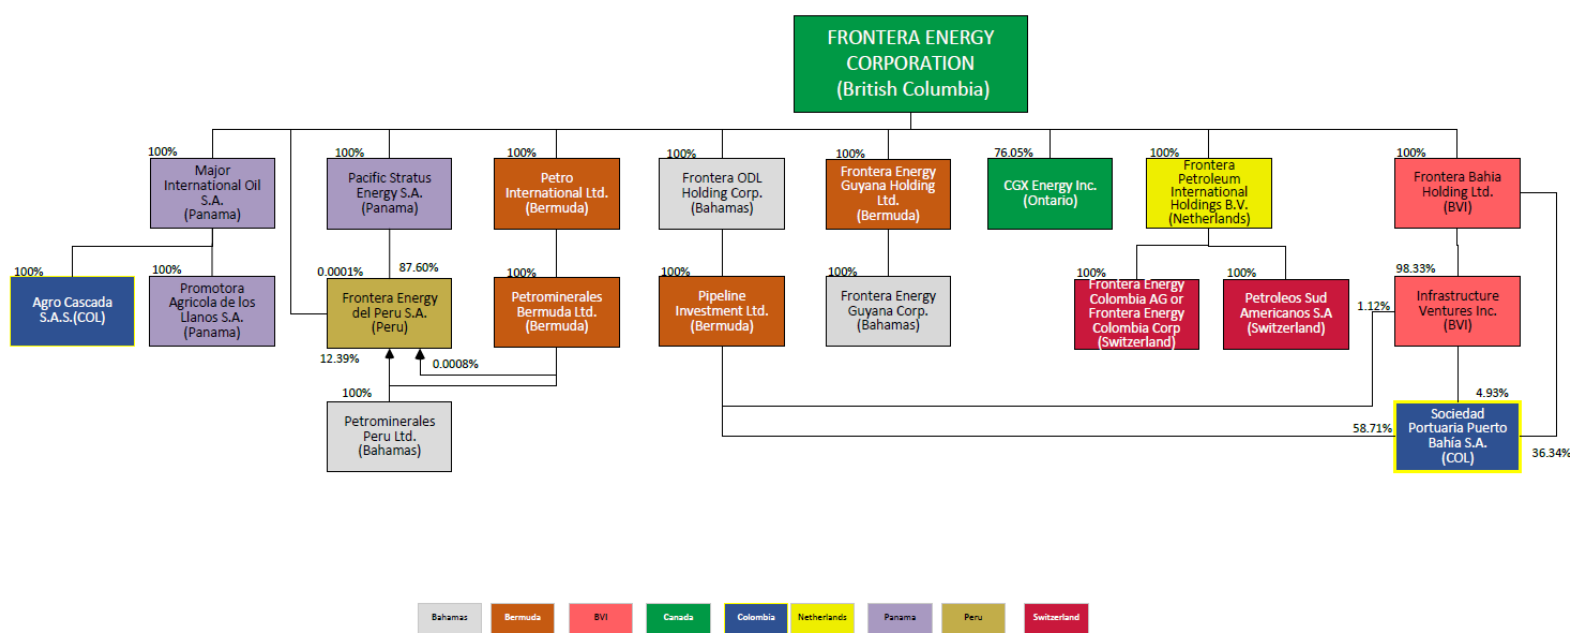 FRONTERA ENERGY
CORPORATION
(British Columbia)
100%
Major
International Oil
S.A.
(Panama)
100%
Pacific Stratus
Energy S.A.
(Panama)
100%
Petro
International Ltd.
(Bermuda)
100%
Frontera ODL
Holding Corp.
(Bahamas)
100%
Frontera Energy
Guyana Holding
Ltd.
(Bermuda)
76.05%
CGX Energy Inc.
(Ontario)
100%
Frontera
Petroleum
International
Holdings B.V.
(Netherlands)
100%
Frontera Bahia
Holding Ltd.
(BVI)
100%
Agro Cascada
S.A.S.(COL)
100%
Promotora
Agricola de los
Llanos S.A.
(Panama)
0.0001%
87.60%
Frontera Energy
del Peru S.A.
(Peru)
12.39%
0.0008%
100%
Petrominerales
Bermuda Ltd.
(Bermuda)
100%
Pipeline
Investment Ltd.
(Bermuda)
100%
Frontera Energy
Guyana Corp.
(Bahamas)
100%
Frontera Energy
Colombia AG or
Frontera Energy
Colombia Corp
(Switzerland)
100%
Petroleos Sud
Americanos S.A
(Switzerland)
98.33%
1.12%
Infrastructure
Ventures Inc.
(BVI)
100%
Petrominerales
Peru Ltd.
(Bahamas)
4.93%
58.71%
Sociedad
Portuaria Puerto
Bahía S.A.
(COL)
36.34%
Bahamas
Bermuda
BVI
Canada
Colombia
Netherlands
Panama
Peru
Switzerland